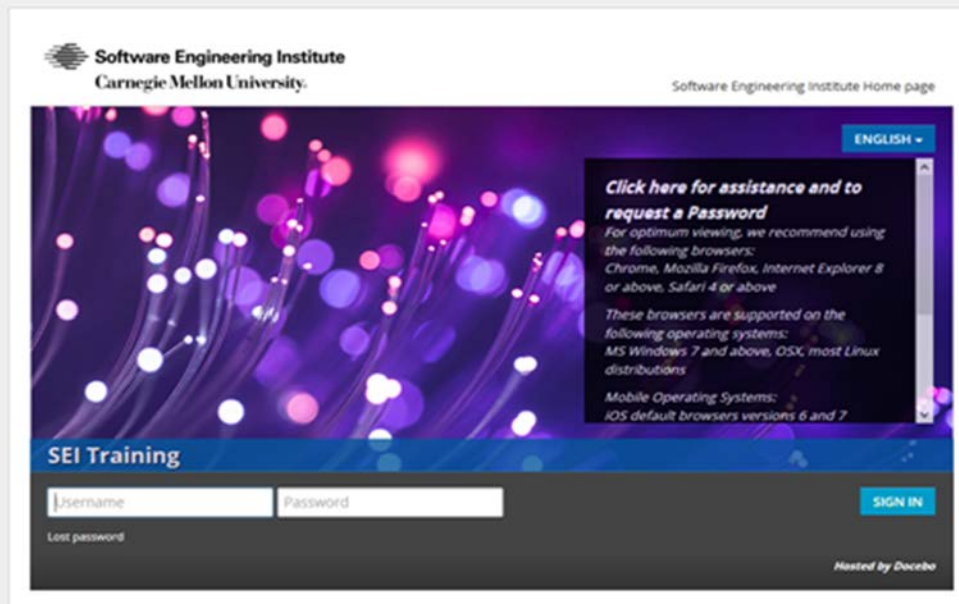 Software Engineering Institute
Carnegie Mellon University.
Software Engineering Institute Home page
ENGLISH
Click here for assistance and to
request a Password
For optimum viewing, we recommend using
the following browsers:
Chrome, Mozilla Firefox, Internet Explorer 8
or above, Safari 4 or above
These browsers are supported on the
following operating systems:
MS Windows 7 and above, OSX, most Linux
distributions
Mobile Operating Systems:
iOS default browsers versions 6 and 7
SEI Training
Username
Password
SIGN IN
Lost password
Hosted by Docebo